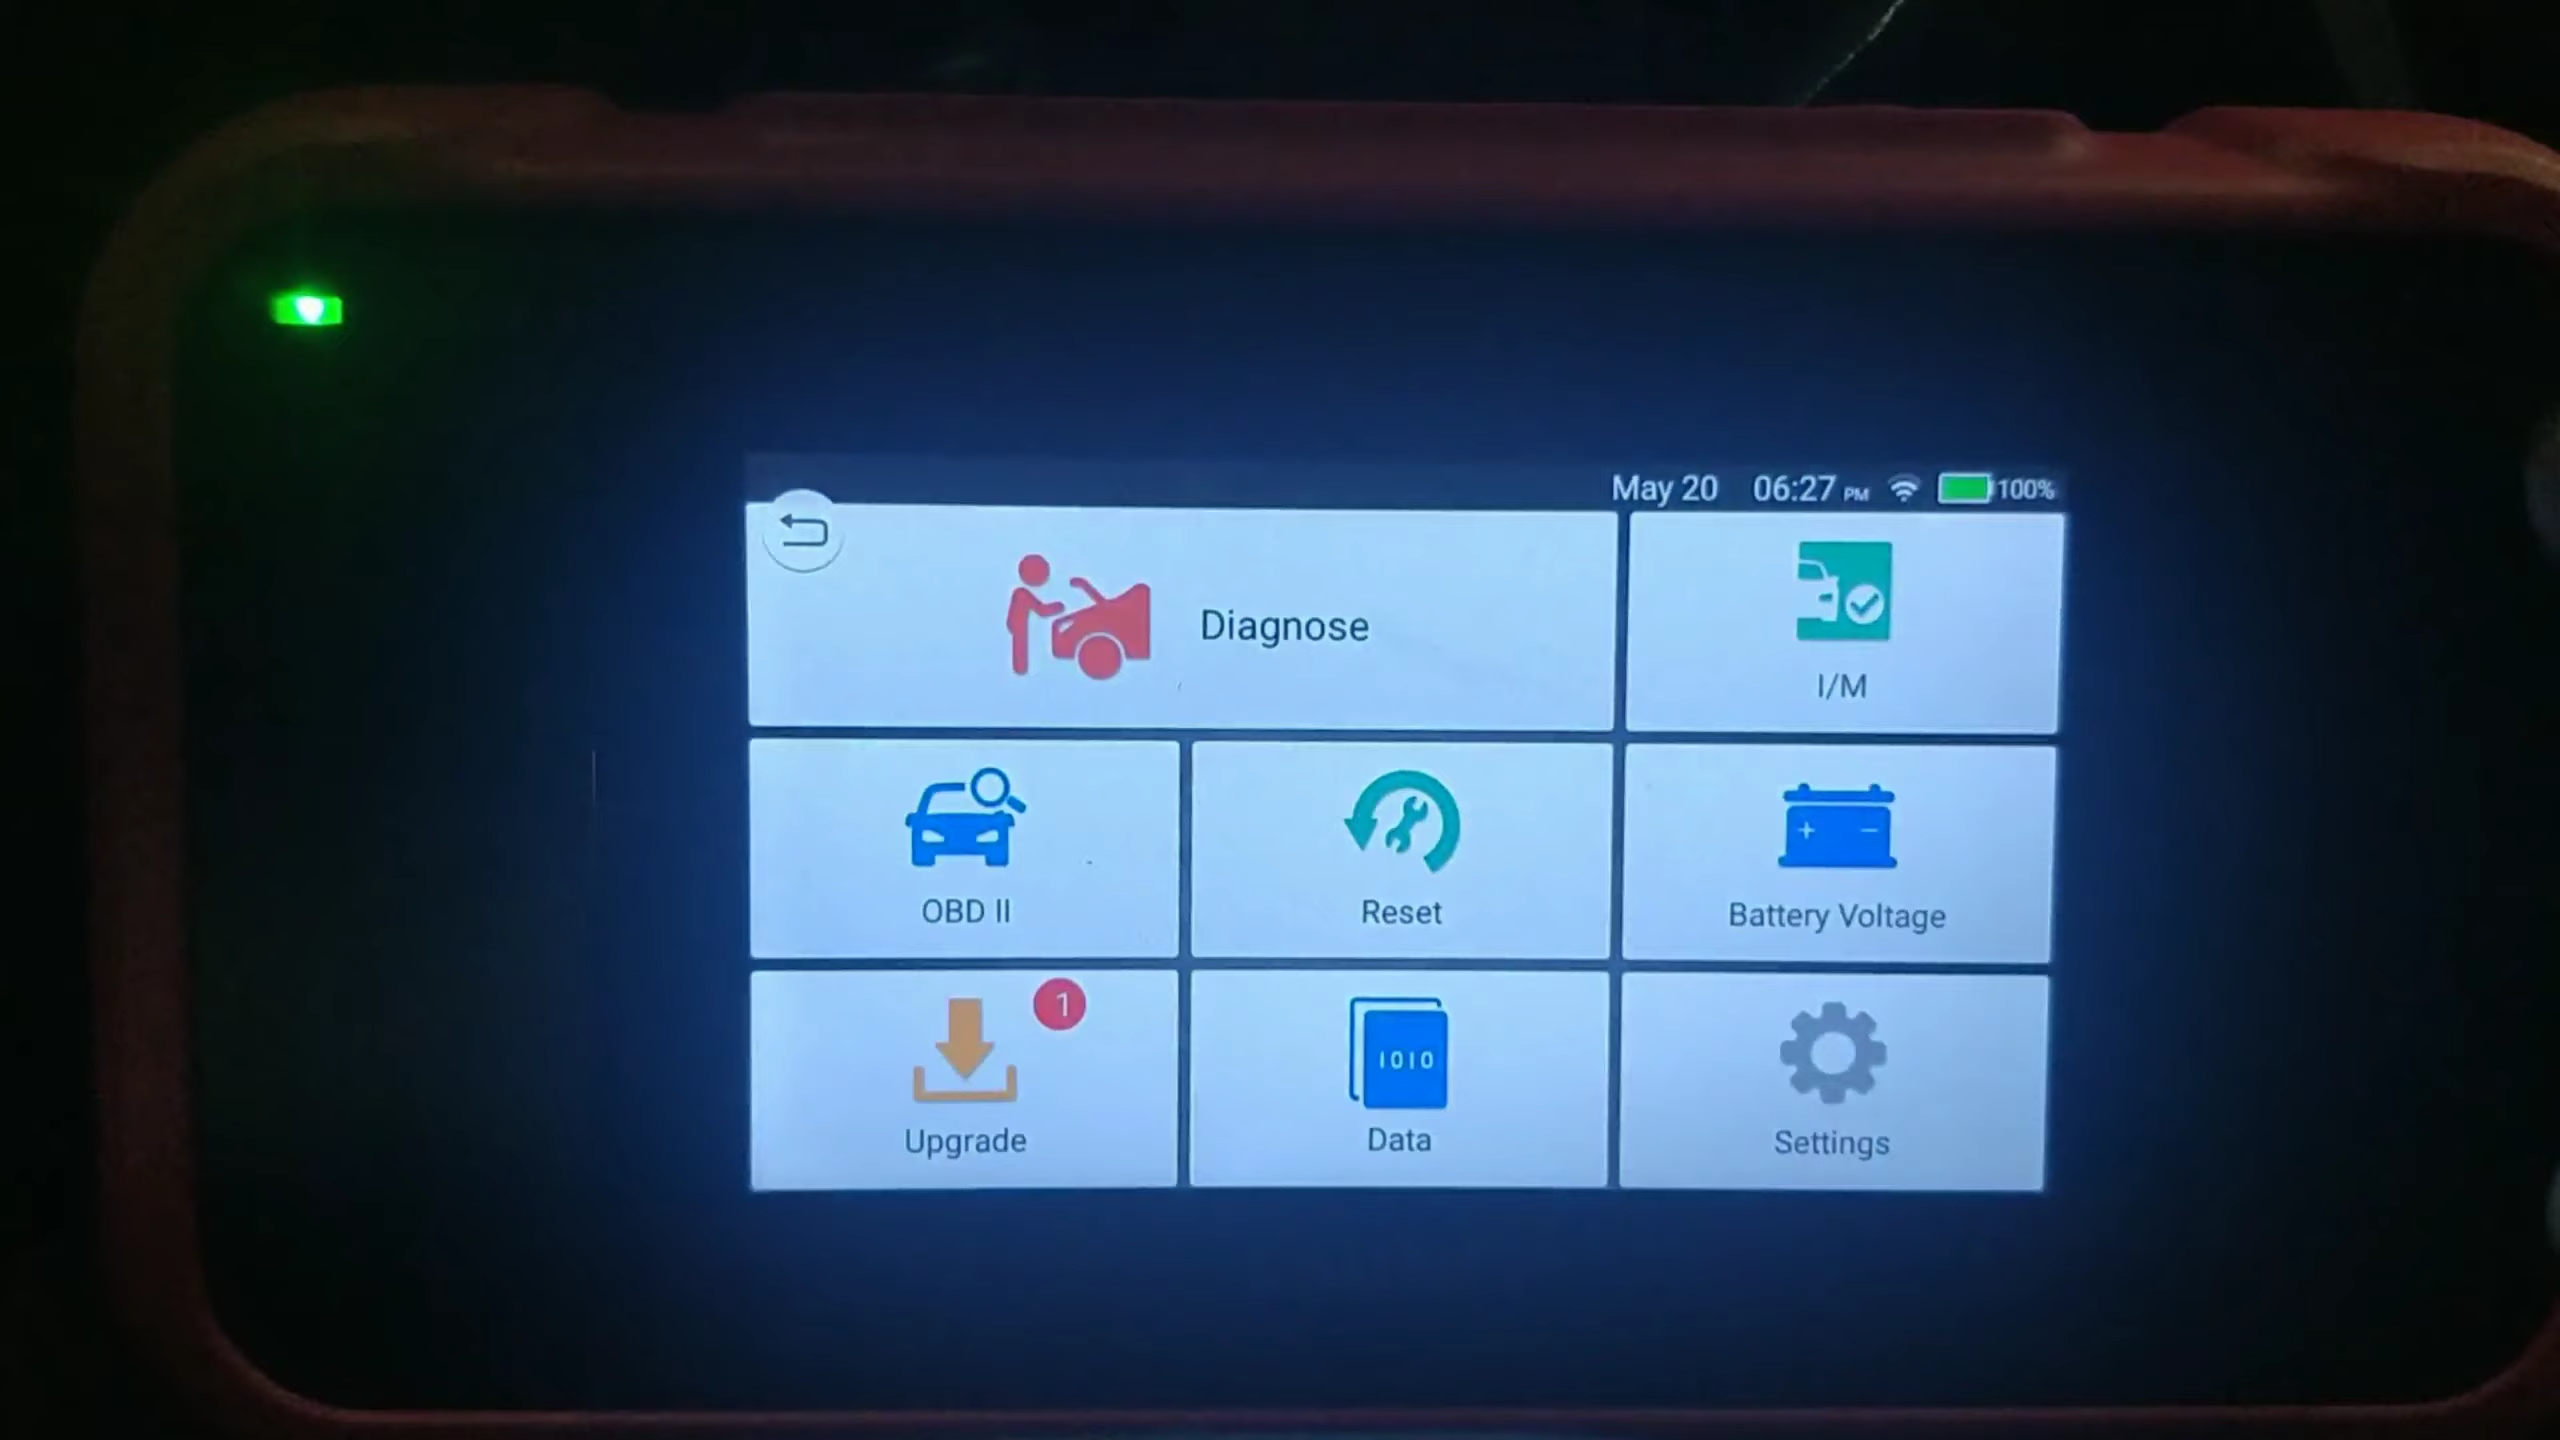 May 20 06:27 PM 100%
Diagnose
I/M
OBD II
Reset
Battery Voltage
1
Upgrade
1010
Data
Settings